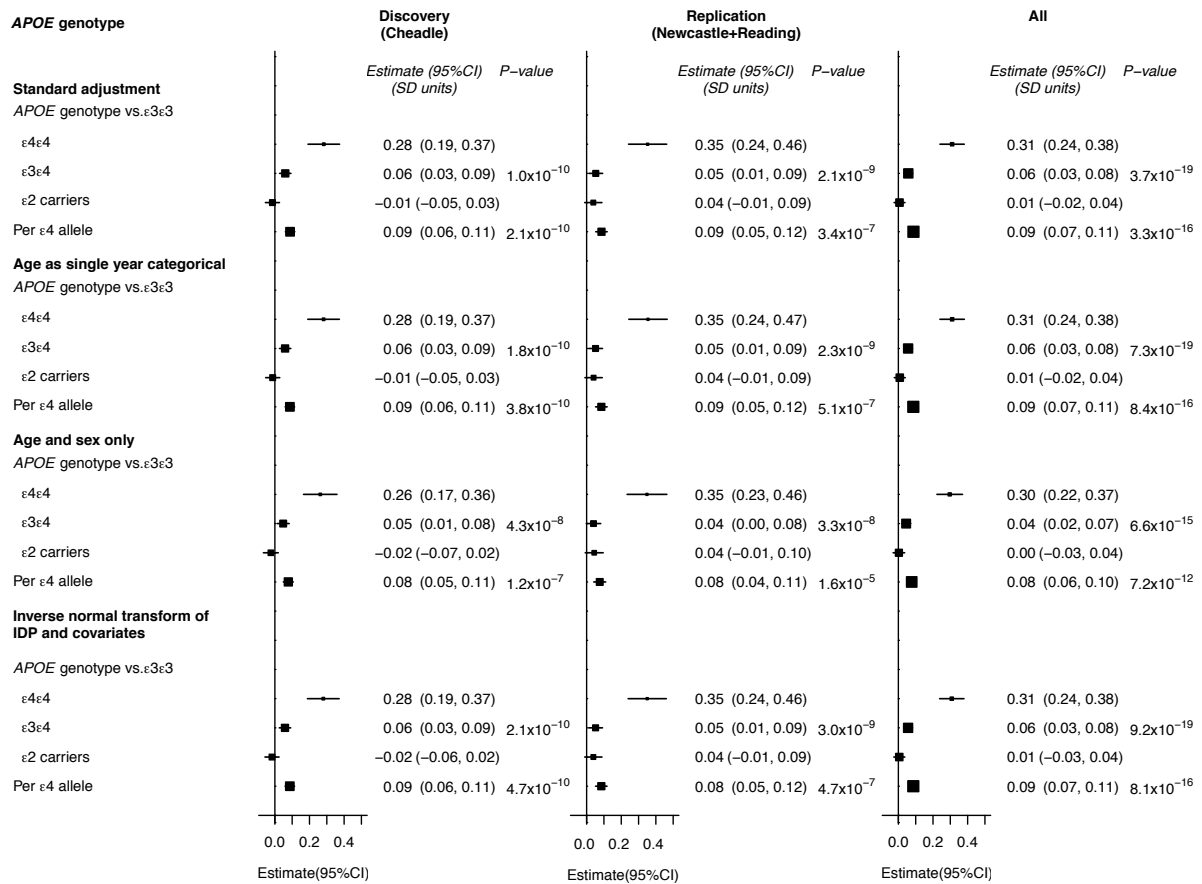 APOE genotype Discovery (Cheadle) Replication (Newcastle+Reading) All
Estimate (95%CI) (SD units) P−value Estimate (95%CI) (SD units) P−value Estimate (95%CI) (SD units) P−value
Standard adjustment
APOE genotype vs.ε3ε3
ε4ε4 0.28 (0.19, 0.37) 0.35 (0.24, 0.46) 0.31 (0.24, 0.38)
ε3ε4 0.06 (0.03, 0.09) 1.0x10⁻¹⁰ 0.05 (0.01, 0.09) 2.1x10⁻⁹ 0.06 (0.03, 0.08) 3.7x10⁻¹⁹
ε2 carriers −0.01 (−0.05, 0.03) 0.04 (−0.01, 0.09) 0.01 (−0.02, 0.04)
Per ε4 allele 0.09 (0.06, 0.11) 2.1x10⁻¹⁰ 0.09 (0.05, 0.12) 3.4x10⁻⁷ 0.09 (0.07, 0.11) 3.3x10⁻¹⁶
Age as single year categorical
APOE genotype vs.ε3ε3
ε4ε4 0.28 (0.19, 0.37) 0.35 (0.24, 0.47) 0.31 (0.24, 0.38)
ε3ε4 0.06 (0.03, 0.09) 1.8x10⁻¹⁰ 0.05 (0.01, 0.09) 2.3x10⁻⁹ 0.06 (0.03, 0.08) 7.3x10⁻¹⁹
ε2 carriers −0.01 (−0.05, 0.03) 0.04 (−0.01, 0.09) 0.01 (−0.02, 0.04)
Per ε4 allele 0.09 (0.06, 0.11) 3.8x10⁻¹⁰ 0.09 (0.05, 0.12) 5.1x10⁻⁷ 0.09 (0.07, 0.11) 8.4x10⁻¹⁶
Age and sex only
APOE genotype vs.ε3ε3
ε4ε4 0.26 (0.17, 0.36) 0.35 (0.23, 0.46) 0.30 (0.22, 0.37)
ε3ε4 0.05 (0.01, 0.08) 4.3x10⁻⁸ 0.04 (0.00, 0.08) 3.3x10⁻⁸ 0.04 (0.02, 0.07) 6.6x10⁻¹⁵
ε2 carriers −0.02 (−0.07, 0.02) 0.04 (−0.01, 0.10) 0.00 (−0.03, 0.04)
Per ε4 allele 0.08 (0.05, 0.11) 1.2x10⁻⁷ 0.08 (0.04, 0.11) 1.6x10⁻⁵ 0.08 (0.06, 0.10) 7.2x10⁻¹²
Inverse normal transform of
IDP and covariates
APOE genotype vs.ε3ε3
ε4ε4 0.28 (0.19, 0.37) 0.35 (0.24, 0.46) 0.31 (0.24, 0.38)
ε3ε4 0.06 (0.03, 0.09) 2.1x10⁻¹⁰ 0.05 (0.01, 0.09) 3.0x10⁻⁹ 0.06 (0.03, 0.08) 9.2x10⁻¹⁹
ε2 carriers −0.02 (−0.06, 0.02) 0.04 (−0.01, 0.09) 0.01 (−0.03, 0.04)
Per ε4 allele 0.09 (0.06, 0.11) 4.7x10⁻¹⁰ 0.08 (0.05, 0.12) 4.7x10⁻⁷ 0.09 (0.07, 0.11) 8.1x10⁻¹⁶
0.0 0.2 0.4 0.0 0.2 0.4 0.0 0.2 0.4
Estimate(95%CI) Estimate(95%CI) Estimate(95%CI)